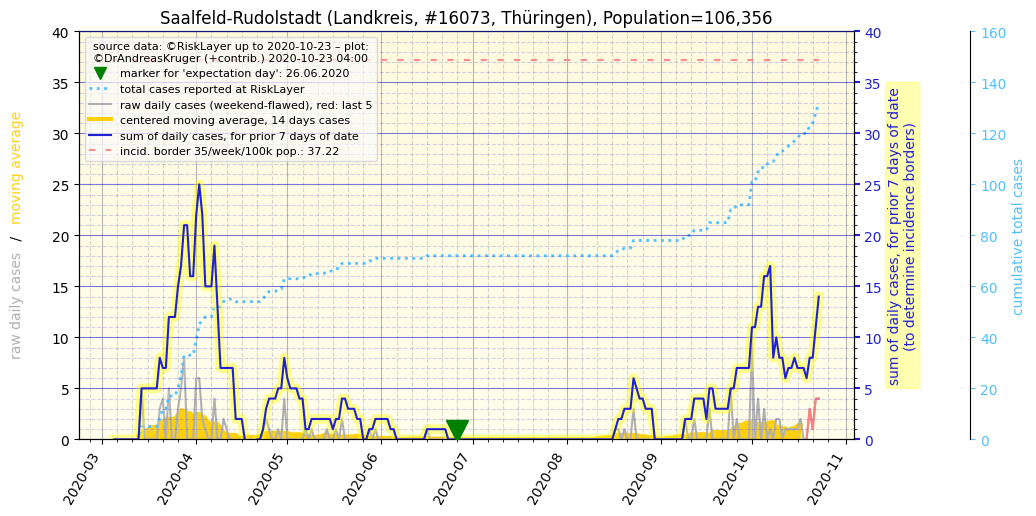 Saalfeld-Rudolstadt (Landkreis, #16073, Thüringen), Population=106,356
source data: ©RiskLayer up to 2020-10-23 – plot:
©DrAndreasKruger (+contrib.) 2020-10-23 04:00
marker for 'expectation day': 26.06.2020
total cases reported at RiskLayer
raw daily cases (weekend-flawed), red: last 5
centered moving average, 14 days cases
sum of daily cases, for prior 7 days of date
incid. border 35/week/100k pop.: 37.22
raw daily cases / moving average
40
35
30
25
20
15
10
5
0
2020-03
2020-04
2020-05
2020-06
2020-07
2020-08
2020-09
2020-10
2020-11
40
35
30
25
20
15
10
5
0
sum of daily cases, for prior 7 days of date
(to determine incidence borders)
160
140
120
100
80
60
40
20
0
cumulative total cases